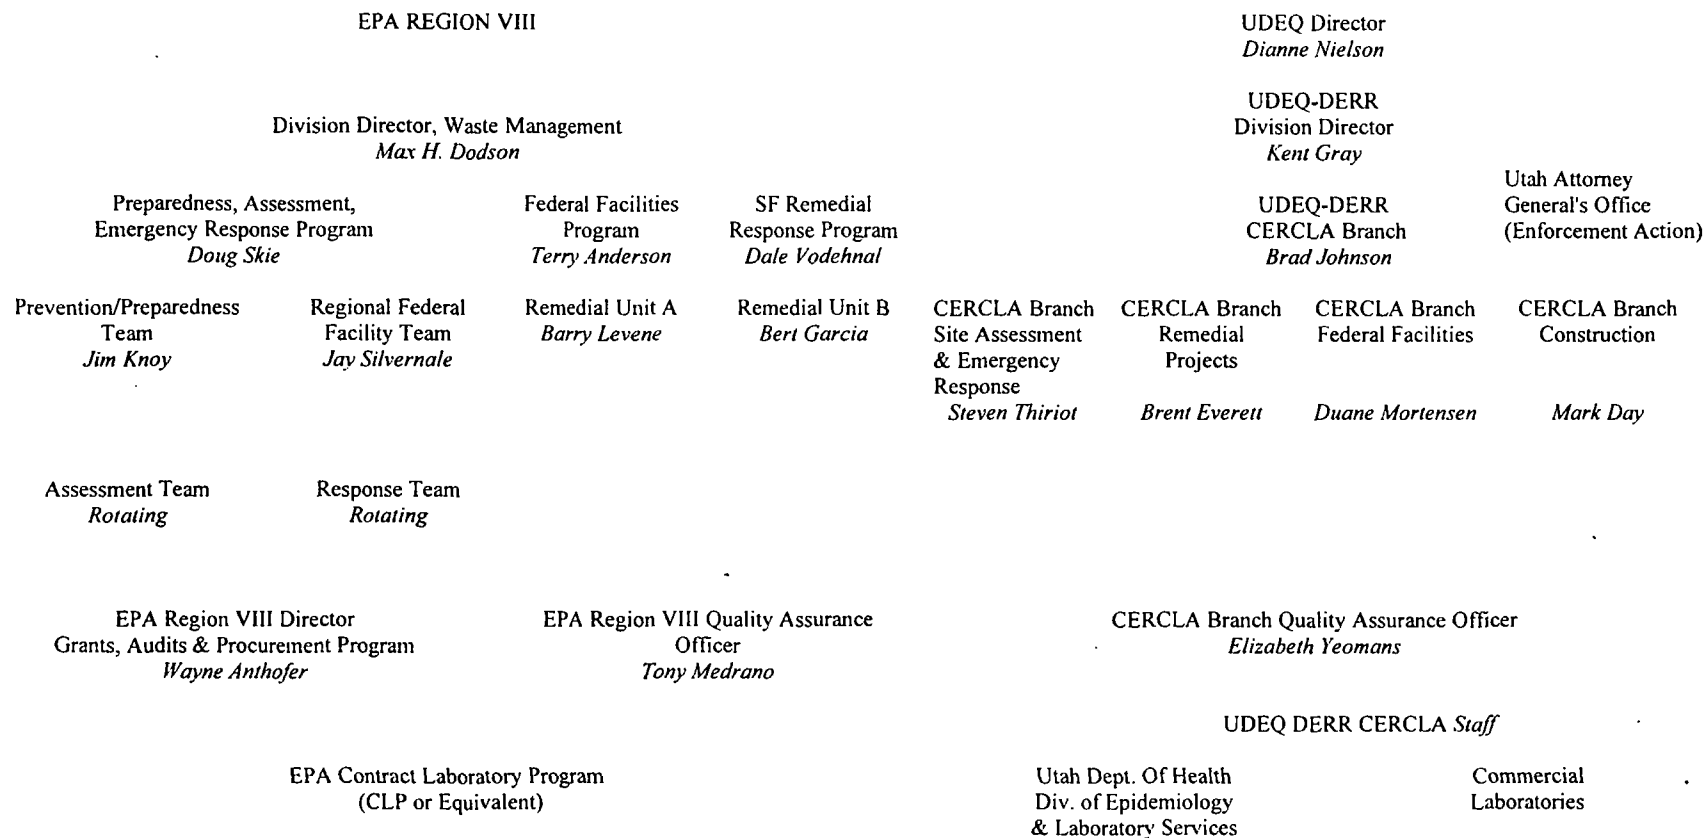 EPA REGION VIII
UDEQ Director
Dianne Nielson
Division Director, Waste Management
Max H. Dodson
UDEQ-DERR
Division Director
Kent Gray
Preparedness, Assessment,
Emergency Response Program
Doug Skie
Federal Facilities
Program
Terry Anderson
SF Remedial
Response Program
Dale Vodehnal
UDEQ-DERR
CERCLA Branch
Brad Johnson
Utah Attorney
General's Office
(Enforcement Action)
Prevention/Preparedness
Team
Jim Knoy
Regional Federal
Facility Team
Jay Silvernale
Remedial Unit A
Barry Levene
Remedial Unit B
Bert Garcia
CERCLA Branch
Site Assessment
& Emergency
Response
Steven Thiriot
CERCLA Branch
Remedial
Projects
Brent Everett
CERCLA Branch
Federal Facilities
Duane Mortensen
CERCLA Branch
Construction
Mark Day
Assessment Team
Rotating
Response Team
Rotating
EPA Region VIII Director
Grants, Audits & Procurement Program
Wayne Anthofer
EPA Region VIII Quality Assurance
Officer
Tony Medrano
CERCLA Branch Quality Assurance Officer
Elizabeth Yeomans
UDEQ DERR CERCLA Staff
EPA Contract Laboratory Program
(CLP or Equivalent)
Utah Dept. Of Health
Div. of Epidemiology
& Laboratory Services
Commercial
Laboratories